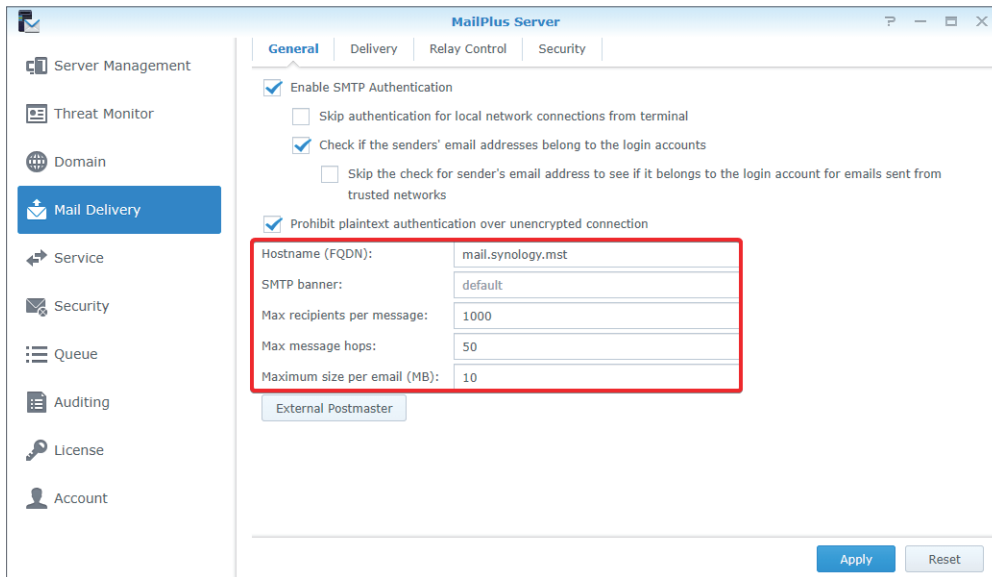 MailPlus Server
?
Server Management
Threat Monitor
Domain
Mail Delivery
Service
Security
Queue
Auditing
License
Account
General Delivery Relay Control Security
Enable SMTP Authentication
Skip authentication for local network connections from terminal
Check if the senders' email addresses belong to the login accounts
Skip the check for sender's email address to see if it belongs to the login account for emails sent from
trusted networks
Prohibit plaintext authentication over unencrypted connection
Hostname (FQDN): mail.synology.mst
SMTP banner: default
Max recipients per message: 1000
Max message hops: 50
Maximum size per email (MB): 10
External Postmaster
Apply Reset